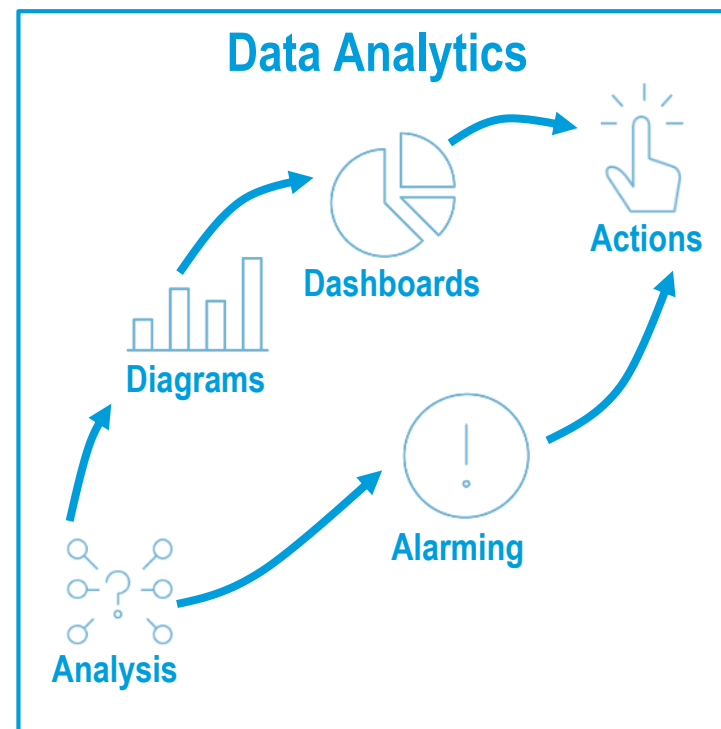 Data Analytics
Actions
Dashboards
Diagrams
Alarming
Analysis